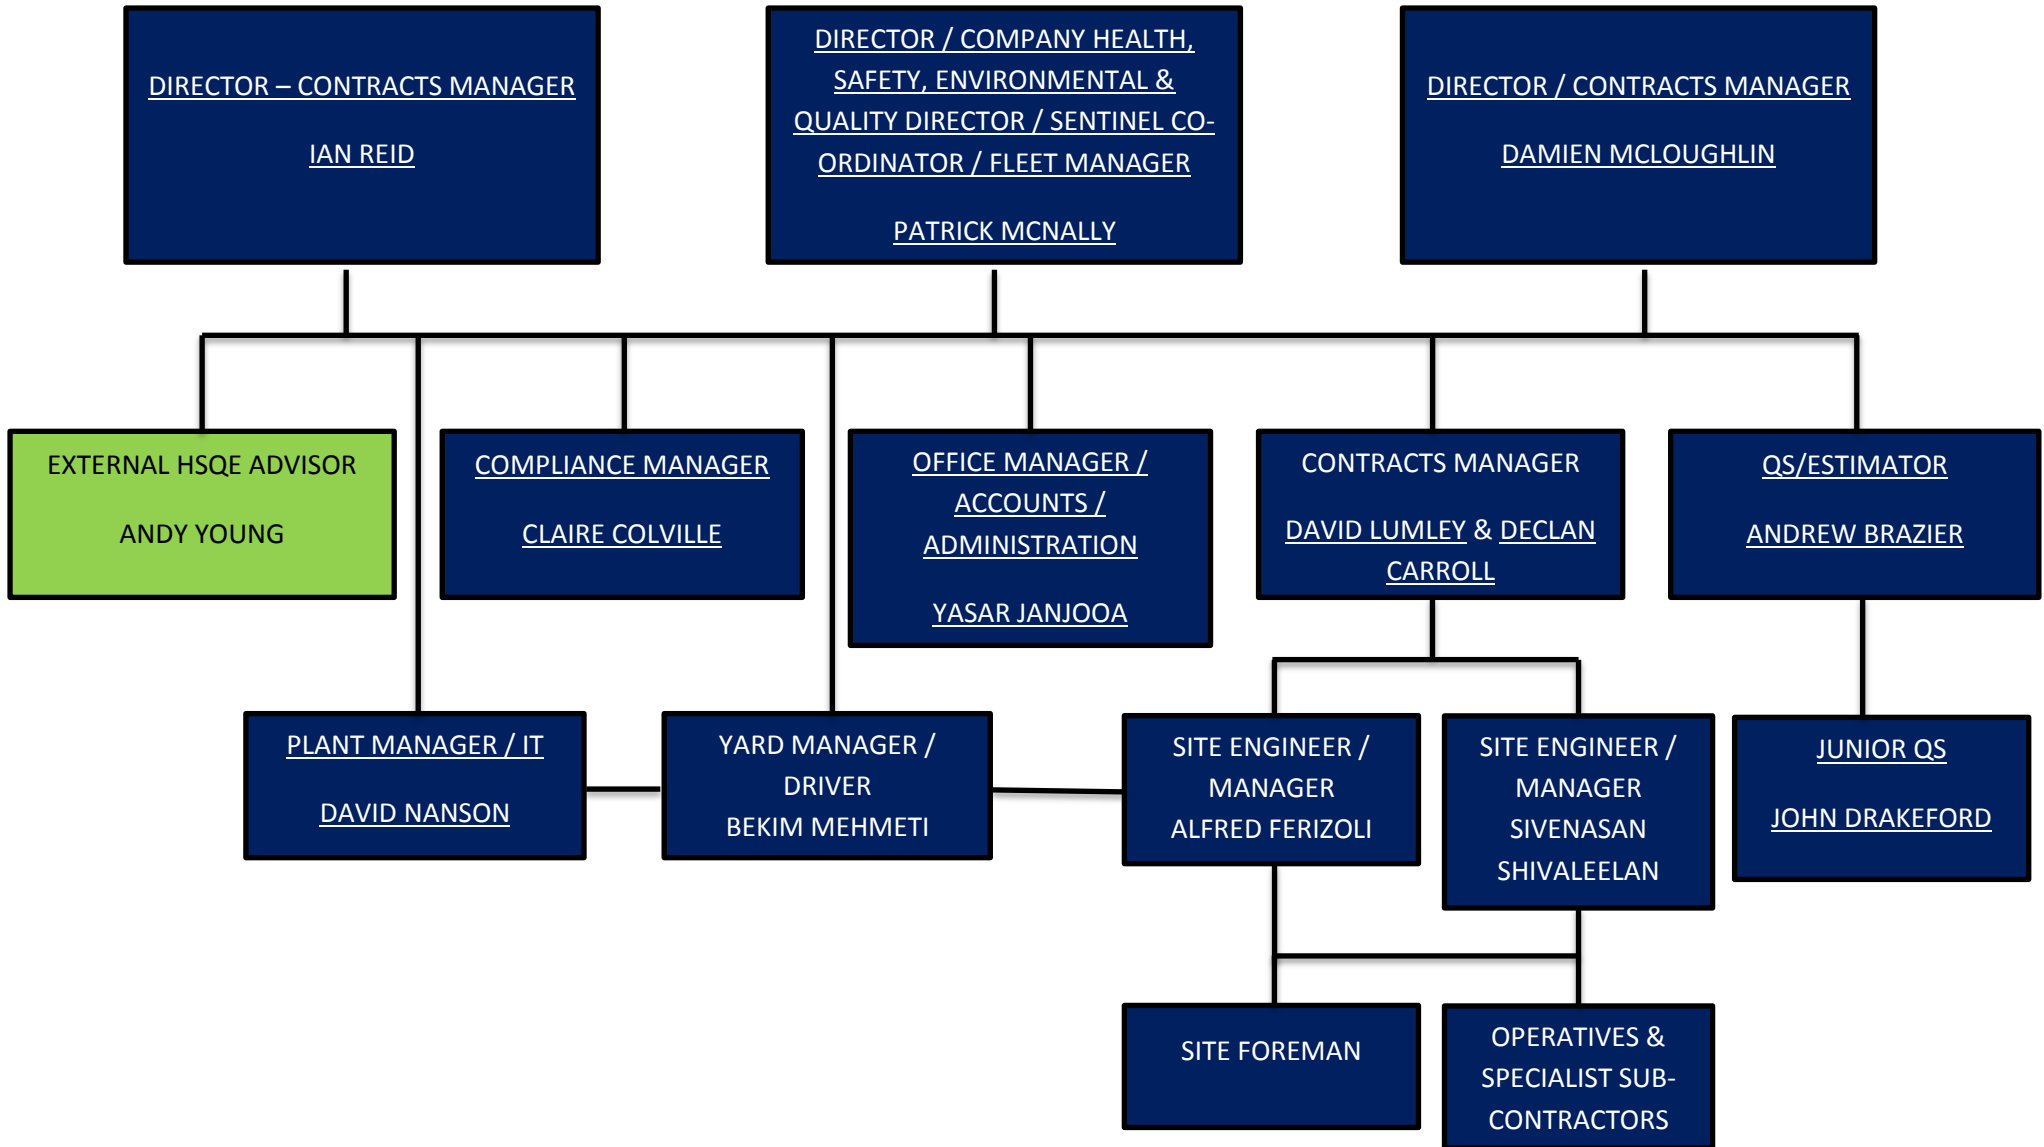 DIRECTOR – CONTRACTS MANAGER
IAN REID
DIRECTOR / COMPANY HEALTH,
SAFETY, ENVIRONMENTAL &
QUALITY DIRECTOR / SENTINEL CO-
ORDINATOR / FLEET MANAGER
PATRICK MCNALLY
DIRECTOR / CONTRACTS MANAGER
DAMIEN MCLOUGHLIN
EXTERNAL HSQE ADVISOR
ANDY YOUNG
COMPLIANCE MANAGER
CLAIRE COLVILLE
OFFICE MANAGER /
ACCOUNTS /
ADMINISTRATION
YASAR JANJOOA
CONTRACTS MANAGER
DAVID LUMLEY & DECLAN
CARROLL
QS/ESTIMATOR
ANDREW BRAZIER
PLANT MANAGER / IT
DAVID NANSON
YARD MANAGER /
DRIVER
BEKIM MEHMETI
SITE ENGINEER /
MANAGER
ALFRED FERIZOLI
SITE ENGINEER /
MANAGER
SIVENASAN
SHIVALEELAN
JUNIOR QS
JOHN DRAKEFORD
SITE FOREMAN
OPERATIVES &
SPECIALIST SUB-
CONTRACTORS